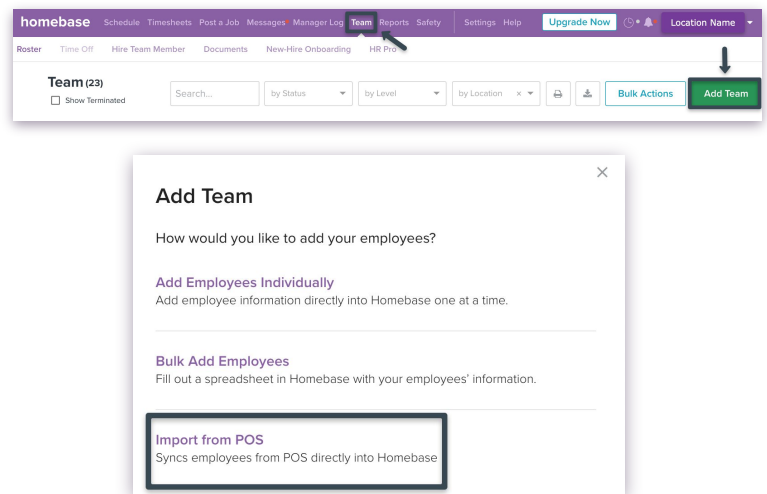 homebase Schedule Timesheets Post a Job Messages Manager Log Team Reports Safety Settings Help Upgrade Now Location Name
Roster Time Off Hire Team Member Documents New-Hire Onboarding HR Pro
Team (23)
Show Terminated
Search... by Status by Level by Location × Bulk Actions Add Team
Add Team
How would you like to add your employees?
Add Employees Individually
Add employee information directly into Homebase one at a time.
Bulk Add Employees
Fill out a spreadsheet in Homebase with your employees' information.
Import from POS
Syncs employees from POS directly into Homebase